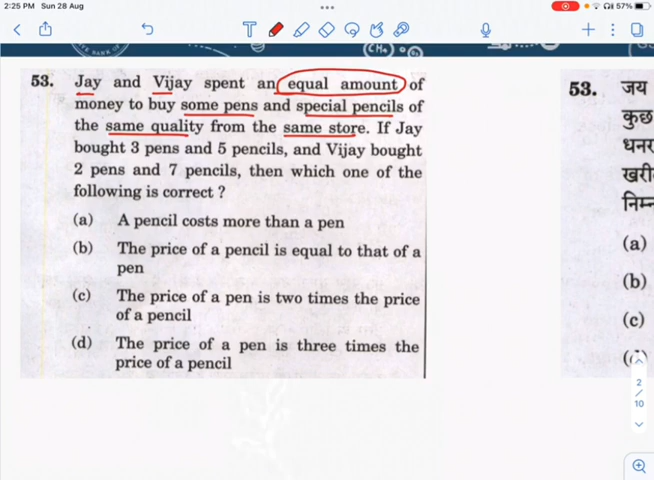 2:25 PM Sun 28 Aug
57%
53. Jay and Vijay spent an equal amount of
money to buy some pens and special pencils of
the same quality from the same store. If Jay
bought 3 pens and 5 pencils, and Vijay bought
2 pens and 7 pencils, then which one of the
following is correct ?
(a) A pencil costs more than a pen
(b) The price of a pencil is equal to that of a
pen
(c) The price of a pen is two times the price
of a pencil
(d) The price of a pen is three times the
price of a pencil
53. जय
कुछ
(a)
(b)
(c)
2
/
10